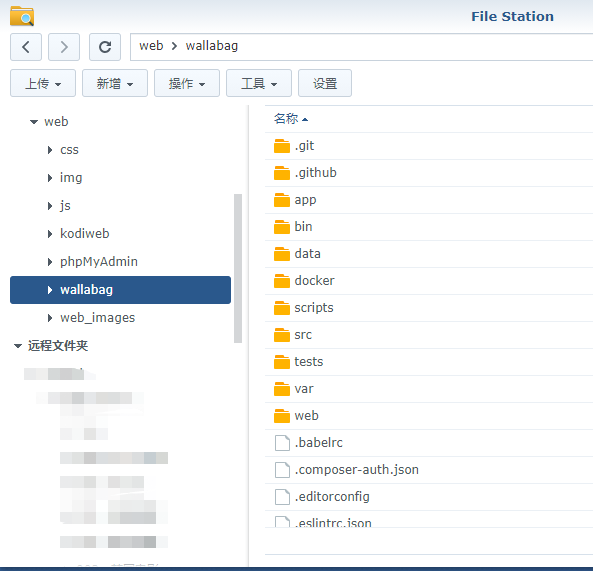 File Station
web > wallabag
上传 新增 操作 工具 设置
web
css
img
js
kodiweb
phpMyAdmin
wallabag
web_images
远程文件夹
名称
.git
.github
app
bin
data
docker
scripts
src
tests
var
web
.babelrc
.composer-auth.json
.editorconfig
.eslintrc.json